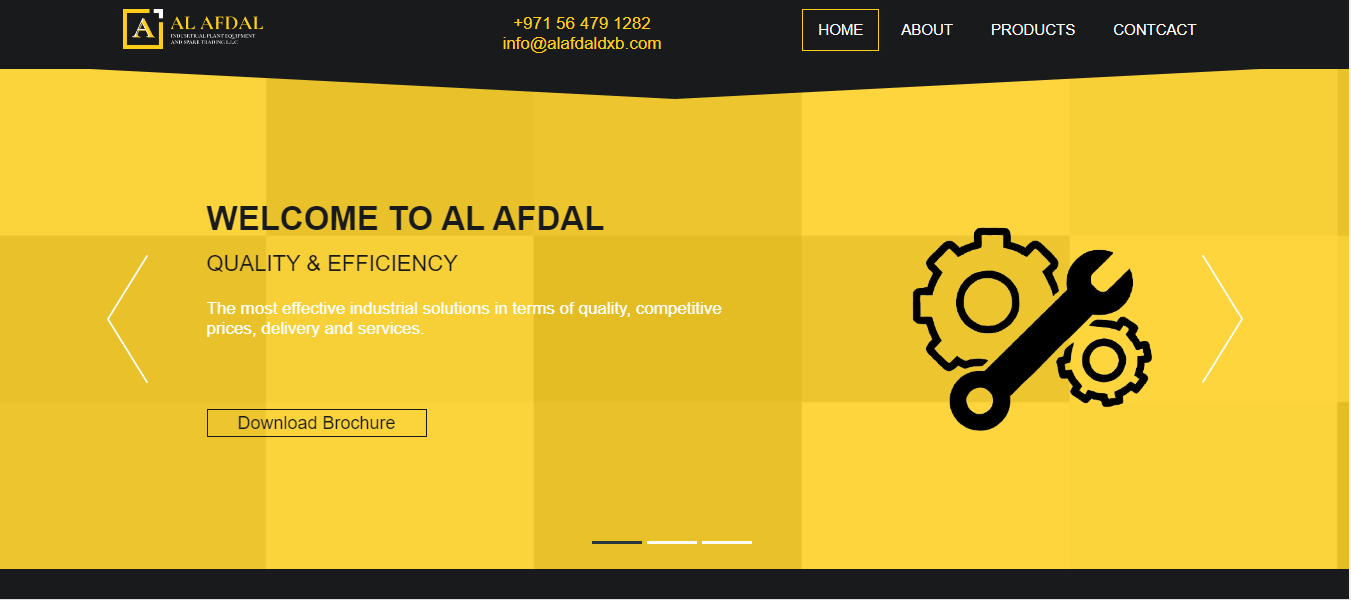 A
AL AFDAL
INDUSETRIAL PLANT EQUIPMENT
AND SPARE TRADING L.L.C
+971 56 479 1282
info@alafdaldxb.com
HOME
ABOUT
PRODUCTS
CONTCACT
WELCOME TO AL AFDAL
QUALITY & EFFICIENCY
The most effective industrial solutions in terms of quality, competitive
prices, delivery and services.
Download Brochure